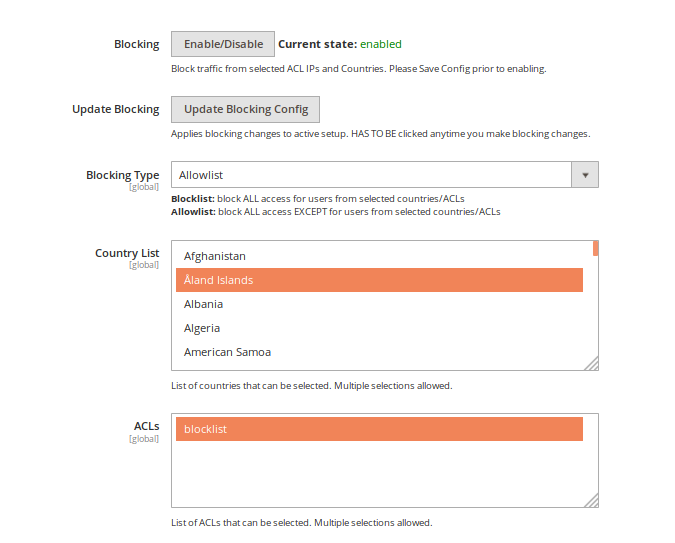 Blocking Enable/Disable Current state: enabled
Block traffic from selected ACL IPs and Countries. Please Save Config prior to enabling.
Update Blocking Update Blocking Config
Applies blocking changes to active setup. HAS TO BE clicked anytime you make blocking changes.
Blocking Type Allowlist
[global]
Blocklist: block ALL access for users from selected countries/ACLs
Allowlist: block ALL access EXCEPT for users from selected countries/ACLs
Country List Afghanistan
[global]
Åland Islands
Albania
Algeria
American Samoa
List of countries that can be selected. Multiple selections allowed.
ACLs blocklist
[global]
List of ACLs that can be selected. Multiple selections allowed.